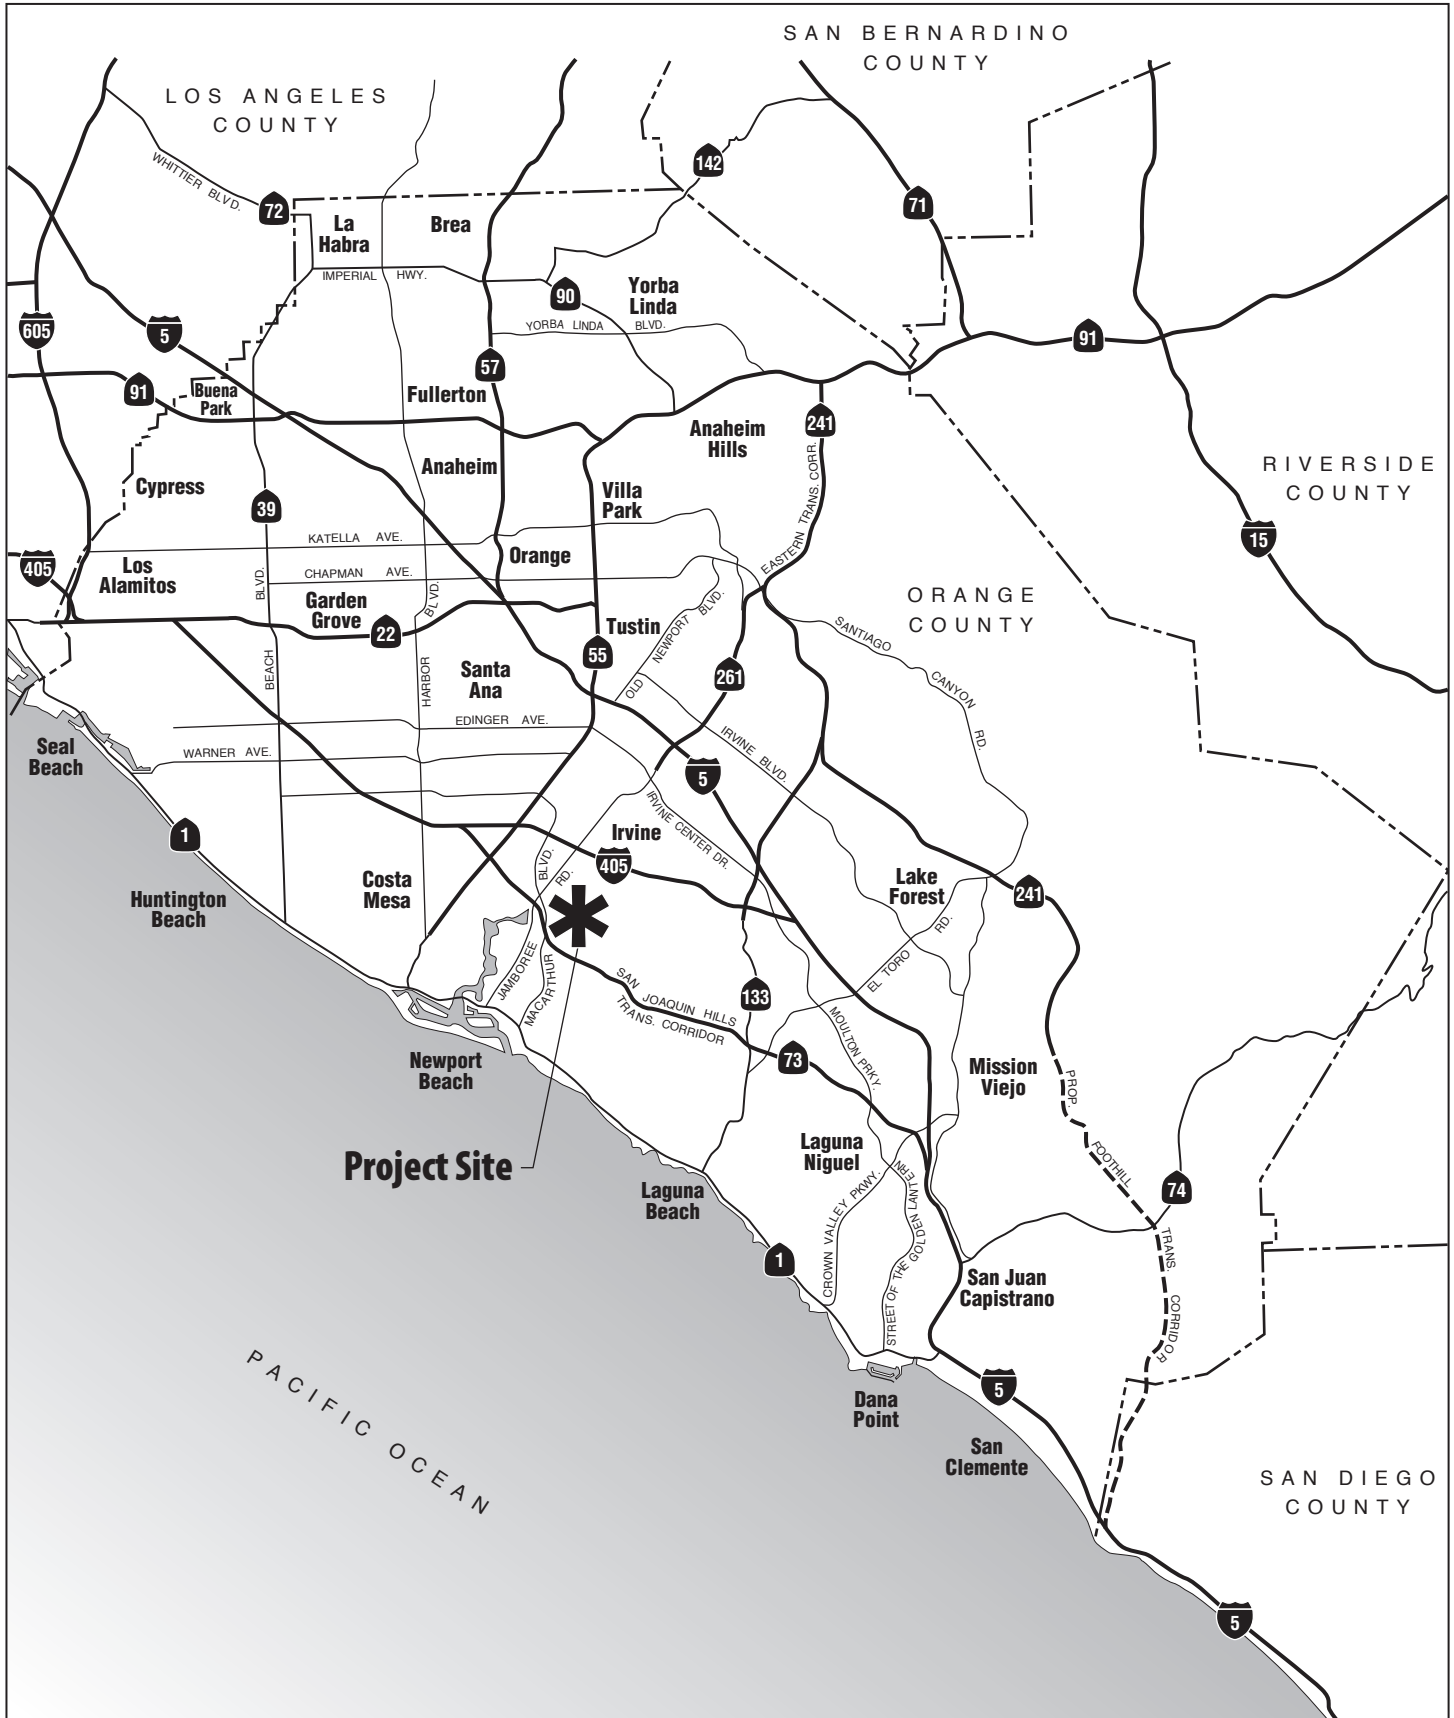 SAN BERNARDINO
COUNTY
LOS ANGELES
COUNTY
WHITTIER BLVD.
72
142
71
La
Habra
Brea
IMPERIAL HWY.
90
Yorba
Linda
YORBA LINDA BLVD.
605
5
91
57
91
Buena
Park
Fullerton
241
Anaheim
Hills
Anaheim
Cypress
39
Villa
Park
EASTERN TRANS. CORR.
RIVERSIDE
COUNTY
15
KATELLA AVE.
Orange
405
Los
Alamitos
CHAPMAN AVE.
BLVD.
BLVD.
Garden
Grove
22
ORANGE
COUNTY
Tustin
55
OLD NEWPORT BLVD.
SANTIAGO CANYON RD.
261
BEACH
HARBOR
Santa
Ana
EDINGER AVE.
WARNER AVE.
IRVINE BLVD.
Seal
Beach
5
IRVINE CENTER DR.
1
Irvine
405
BLVD.
RD.
Costa
Mesa
Huntington
Beach
Lake
Forest
241
EL TORO RD.
JAMBOREE
MACARTHUR
SAN JOAQUIN HILLS
TRANS. CORRIDOR
133
MOULTON PRKY.
73
Newport
Beach
Mission
Viejo
PROP.
FOOTHILL
TRANS.
CORRIDOR
Project Site
Laguna
Niguel
74
Laguna
Beach
CROWN VALLEY PKWY.
STREET OF THE GOLDEN LANTERN
1
San Juan
Capistrano
PACIFIC OCEAN
5
Dana
Point
San
Clemente
SAN DIEGO
COUNTY
5